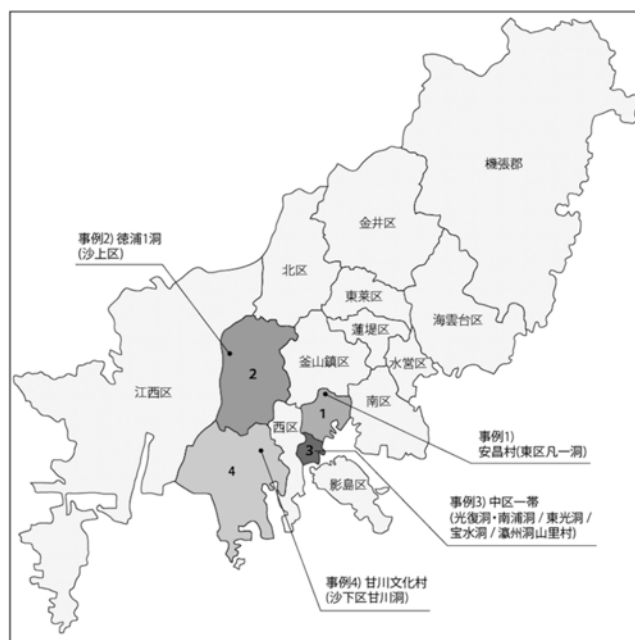 機張郡
金井区
事例2) 徳浦1洞
(沙上区)
北区
東莱区
海雲台区
蓮堤区
釜山鎮区
水営区
江西区
2
南区
1
西区
事例1)
安昌村(東区凡一洞)
3
4
影島区
事例3) 中区一帯
(光復洞・南浦洞 / 東光洞 /
宝水洞 / 瀛州洞山里村)
事例4) 甘川文化村
(沙下区甘川洞)